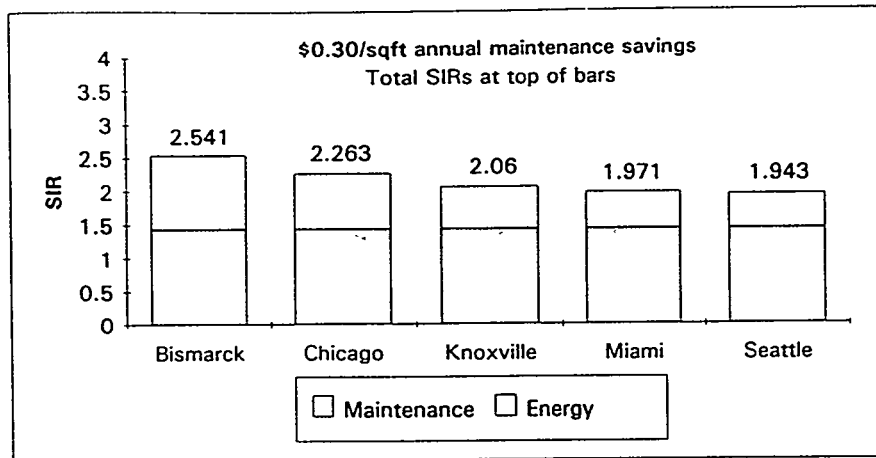 $0.30/sqft annual maintenance savings
Total SIRs at top of bars
4
3.5
3
2.5
2
1.5
1
0.5
0
SIR
2.541
2.263
2.06
1.971
1.943
Bismarck
Chicago
Knoxville
Miami
Seattle
Maintenance
Energy